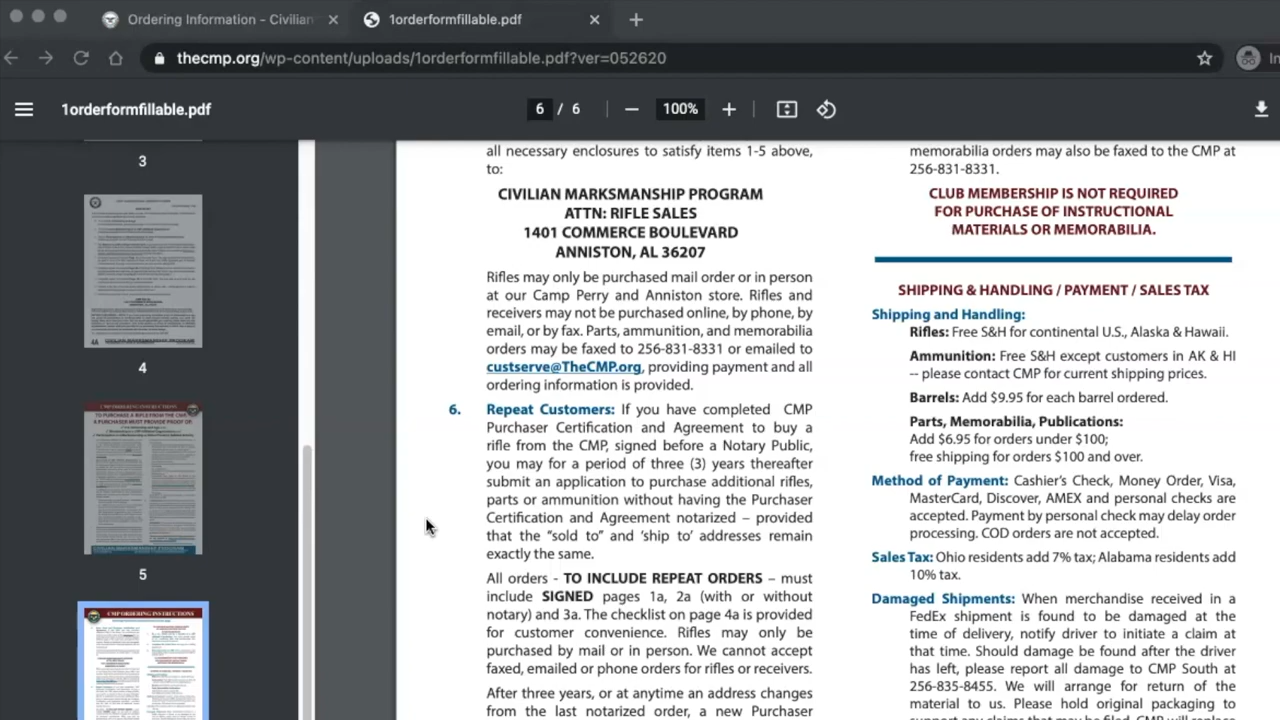 Ordering Information - Civilian
1orderformfillable.pdf
thecmp.org/wp-content/uploads/1orderformfillable.pdf?ver=052620
1orderformfillable.pdf
6 / 6
100%
3
4
5
all necessary enclosures to satisfy items 1-5 above,
to:
CIVILIAN MARKSMANSHIP PROGRAM
ATTN: RIFLE SALES
1401 COMMERCE BOULEVARD
ANNISTON, AL 36207
Rifles may only be purchased mail order or in person
at our Camp Perry and Anniston store. Rifles and
receivers may not be purchased online, by phone, by
email, or by fax. Parts, ammunition, and memorabilia
orders may be faxed to 256-831-8331 or emailed to
custserve@TheCMP.org, providing payment and all
ordering information is provided.
6. Repeat Customers: If you have completed CMP
Purchaser Certification and Agreement to buy a
rifle from the CMP, signed before a Notary Public,
you may for a period of three (3) years thereafter
submit an application to purchase additional rifles,
parts or ammunition without having the Purchaser
Certification and Agreement notarized – provided
that the "sold to" and 'ship to' addresses remain
exactly the same.
All orders - TO INCLUDE REPEAT ORDERS – must
include SIGNED pages 1a, 2a (with or without
notary) and 3a. The checklist on page 4a is provided
for customer convenience. Rifles may only be
purchased by mail or in person. We cannot accept
faxed, email or phone orders for rifles or receivers.
After three years, or at anytime an address changes
from the last notarized order, a new Purchaser
memorabilia orders may also be faxed to the CMP at
256-831-8331.
CLUB MEMBERSHIP IS NOT REQUIRED
FOR PURCHASE OF INSTRUCTIONAL
MATERIALS OR MEMORABILIA.
SHIPPING & HANDLING / PAYMENT / SALES TAX
Shipping and Handling:
Rifles: Free S&H for continental U.S., Alaska & Hawaii.
Ammunition: Free S&H except customers in AK & HI
-- please contact CMP for current shipping prices.
Barrels: Add $9.95 for each barrel ordered.
Parts, Memorabilia, Publications:
Add $6.95 for orders under $100;
free shipping for orders $100 and over.
Method of Payment: Cashier's Check, Money Order, Visa,
MasterCard, Discover, AMEX and personal checks are
accepted. Payment by personal check may delay order
processing. COD orders are not accepted.
Sales Tax: Ohio residents add 7% tax; Alabama residents add
10% tax.
Damaged Shipments: When merchandise received in a
FedEx shipment is found to be damaged at the
time of delivery, notify driver to initiate a claim at
that time. Should damage be found after the driver
has left, please report all damage to CMP South at
256-835-8455. We will arrange for return of the
material to us. Please hold original packaging to